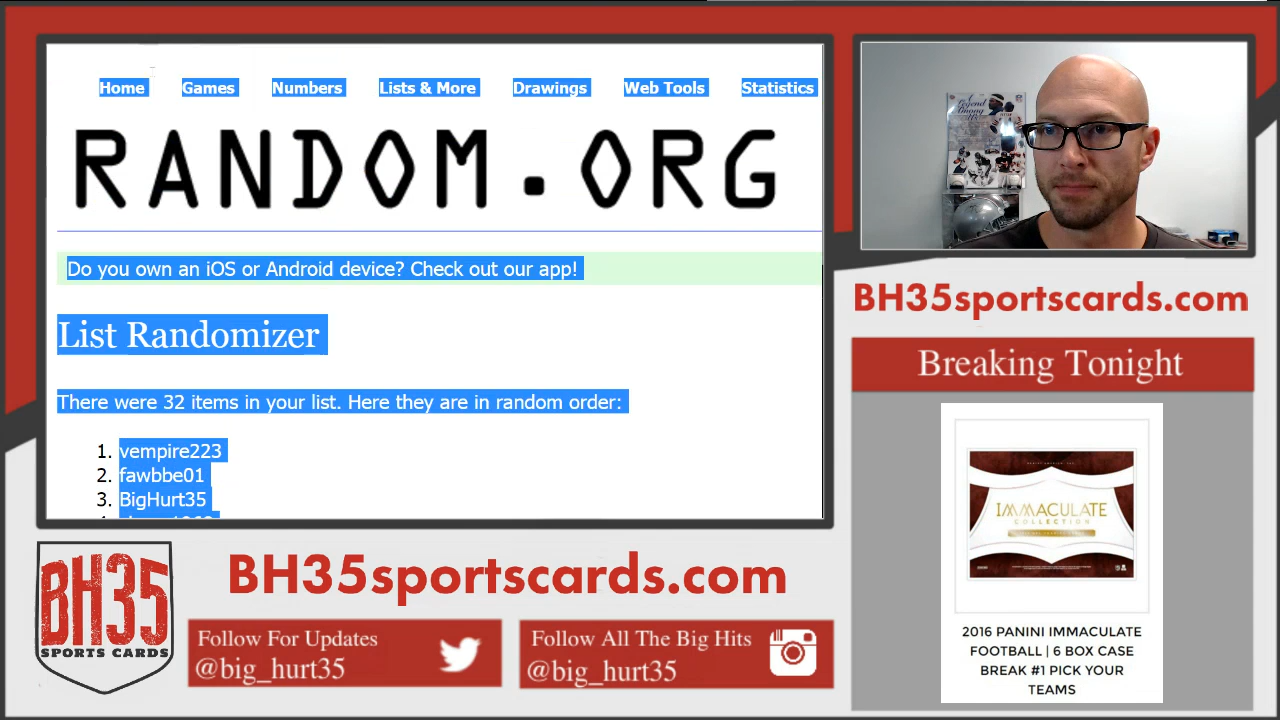 Home Games Numbers Lists & More Drawings Web Tools Statistics
RANDOM.ORG
Do you own an iOS or Android device? Check out our app!
List Randomizer
There were 32 items in your list. Here they are in random order:
1. vempire223
2. fawbbe01
3. BigHurt35
BH35sportscards.com
Breaking Tonight
IMMACULATE
COLLECTION
2016 PANINI IMMACULATE
FOOTBALL | 6 BOX CASE
BREAK #1 PICK YOUR
TEAMS
BH35
SPORTS CARDS
BH35sportscards.com
Follow For Updates
@big_hurt35
Follow All The Big Hits
@big_hurt35